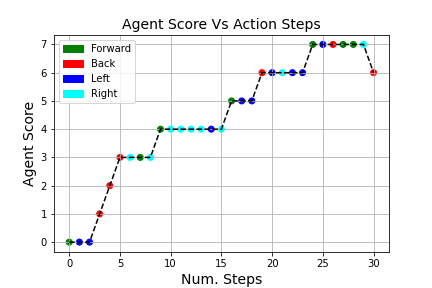 Agent Score Vs Action Steps
Forward
Back
Left
Right
7
6
5
4
3
2
1
0
Agent Score
0 5 10 15 20 25 30
Num. Steps